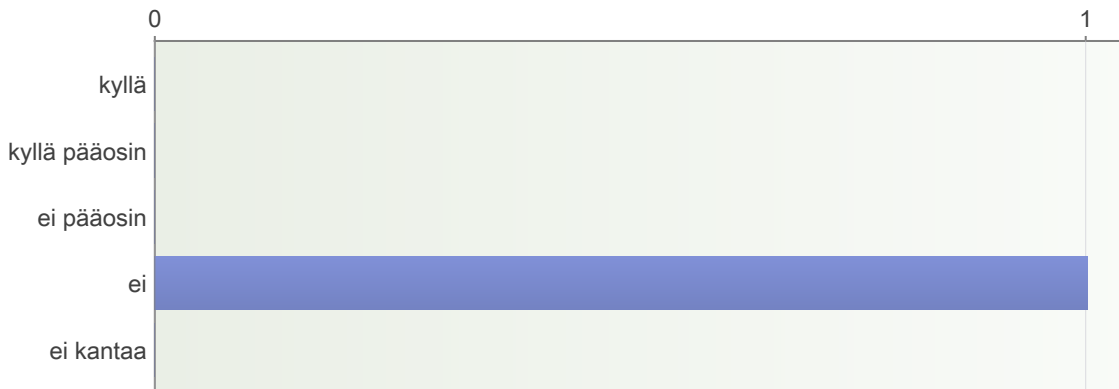 0 1
kyllä
kyllä pääosin
ei pääosin
ei
ei kantaa